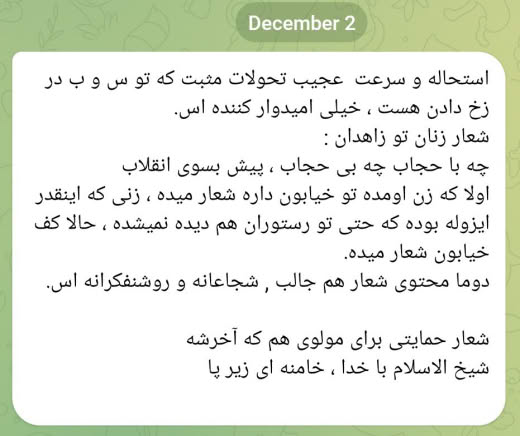 December 2
استحاله و سرعت عجیب تحولات مثبت که تو س و ب در
زخ دادن هست ، خیلی امیدوار کننده اس.
شعار زنان تو زاهدان :
چه با حجاب چه بی حجاب ، پیش بسوی انقلاب
اولا که زن اومده تو خیابون داره شعار میده ، زنی که اینقدر
ایزوله بوده که حتی تو رستوران هم دیده نمیشده ، حالا کف
خیابون شعار میده.
دوما محتوی شعار هم جالب , شجاعانه و روشنفکرانه اس.
شعار حمایتی برای مولوی هم که آخرشه
شیخ الاسلام با خدا ، خامنه ای زیر پا